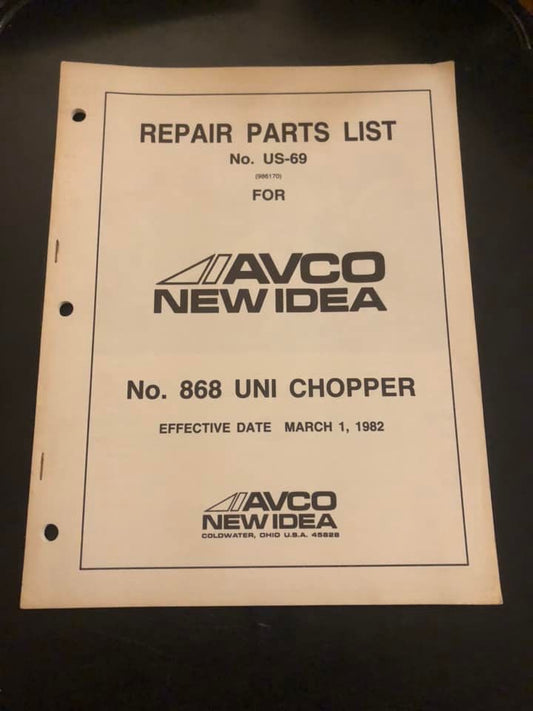 REPAIR PARTS LIST
No. US-69
(986170)
FOR
AVCO
NEW IDEA
No. 868 UNI CHOPPER
EFFECTIVE DATE MARCH 1, 1982
AVCO
NEW IDEA
COLDWATER, OHIO U.S.A. 45828